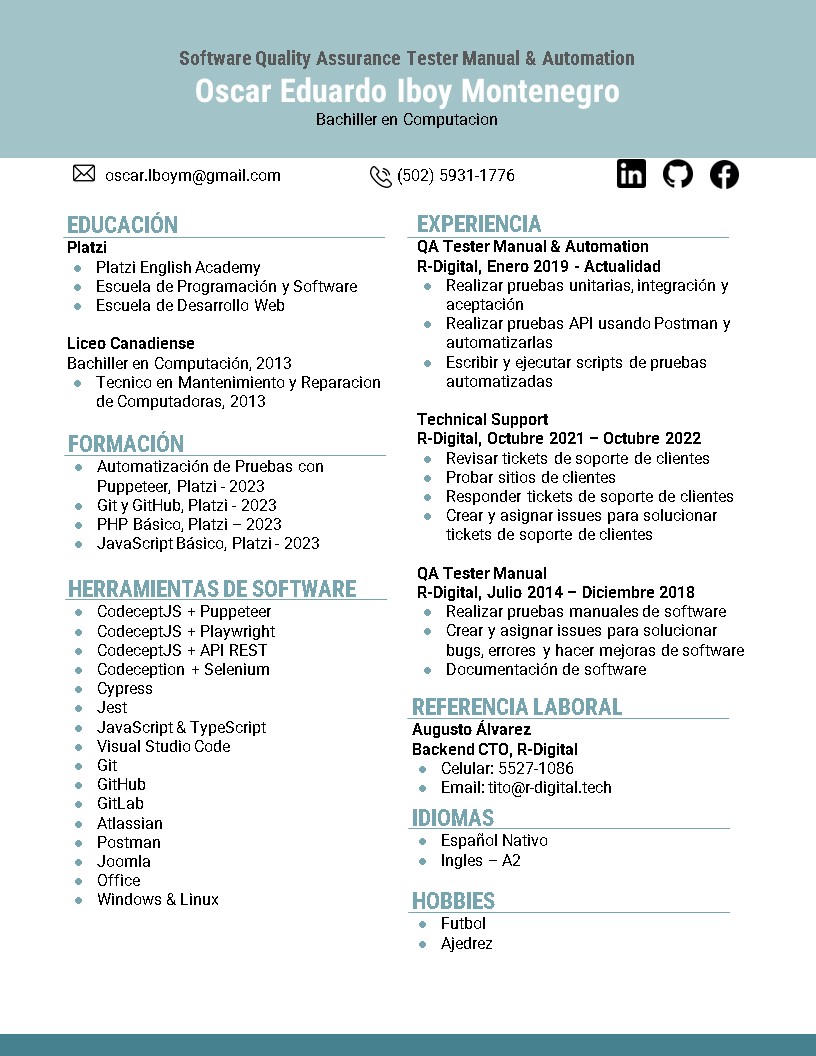 Software Quality Assurance Tester Manual & Automation
Oscar Eduardo Iboy Montenegro
Bachiller en Computacion
oscar.Iboym@gmail.com
(502) 5931-1776
EDUCACIÓN
Platzi
Platzi English Academy
Escuela de Programación y Software
Escuela de Desarrollo Web
Liceo Canadiense
Bachiller en Computación, 2013
Tecnico en Mantenimiento y Reparacion
de Computadoras, 2013
FORMACIÓN
Automatización de Pruebas con
Puppeteer, Platzi - 2023
Git y GitHub, Platzi - 2023
PHP Básico, Platzi – 2023
JavaScript Básico, Platzi - 2023
HERRAMIENTAS DE SOFTWARE
CodeceptJS + Puppeteer
CodeceptJS + Playwright
CodeceptJS + API REST
Codeception + Selenium
Cypress
Jest
JavaScript & TypeScript
Visual Studio Code
Git
GitHub
GitLab
Atlassian
Postman
Joomla
Office
Windows & Linux
EXPERIENCIA
QA Tester Manual & Automation
R-Digital, Enero 2019 - Actualidad
Realizar pruebas unitarias, integración y
aceptación
Realizar pruebas API usando Postman y
automatizarlas
Escribir y ejecutar scripts de pruebas
automatizadas
Technical Support
R-Digital, Octubre 2021 – Octubre 2022
Revisar tickets de soporte de clientes
Probar sitios de clientes
Responder tickets de soporte de clientes
Crear y asignar issues para solucionar
tickets de soporte de clientes
QA Tester Manual
R-Digital, Julio 2014 – Diciembre 2018
Realizar pruebas manuales de software
Crear y asignar issues para solucionar
bugs, errores y hacer mejoras de software
Documentación de software
REFERENCIA LABORAL
Augusto Álvarez
Backend CTO, R-Digital
Celular: 5527-1086
Email: tito@r-digital.tech
IDIOMAS
Español Nativo
Ingles – A2
HOBBIES
Futbol
Ajedrez